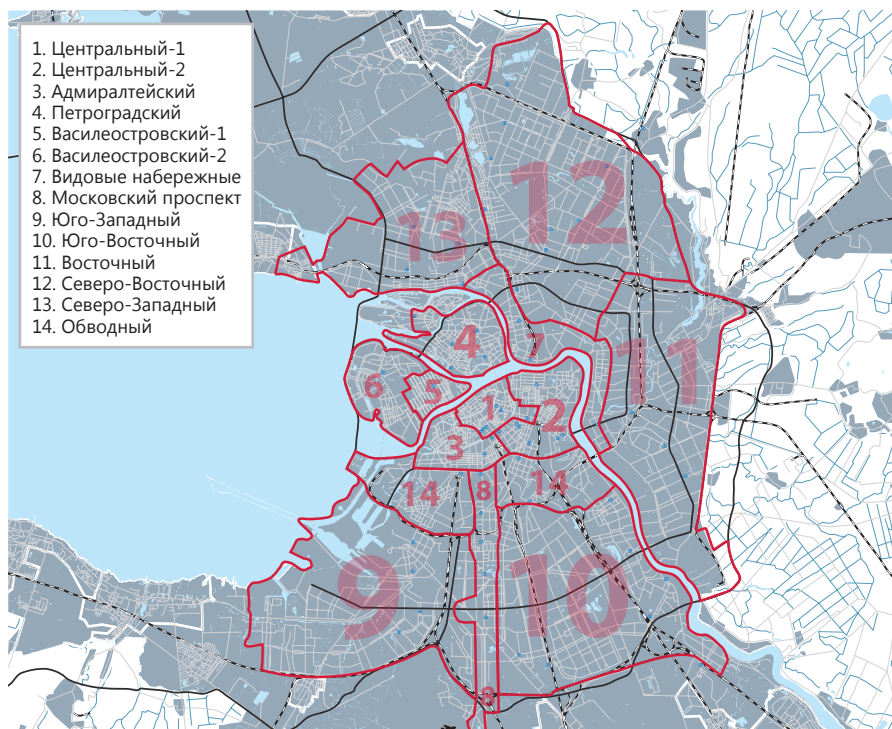 1. Центральный-1
2. Центральный-2
3. Адмиралтейский
4. Петроградский
5. Василеостровский-1
6. Василеостровский-2
7. Видовые набережные
8. Московский проспект
9. Юго-Западный
10. Юго-Восточный
11. Восточный
12. Северо-Восточный
13. Северо-Западный
14. Обводный
12
13
4
7
11
6
5
1
2
3
14
8
14
9
10
8